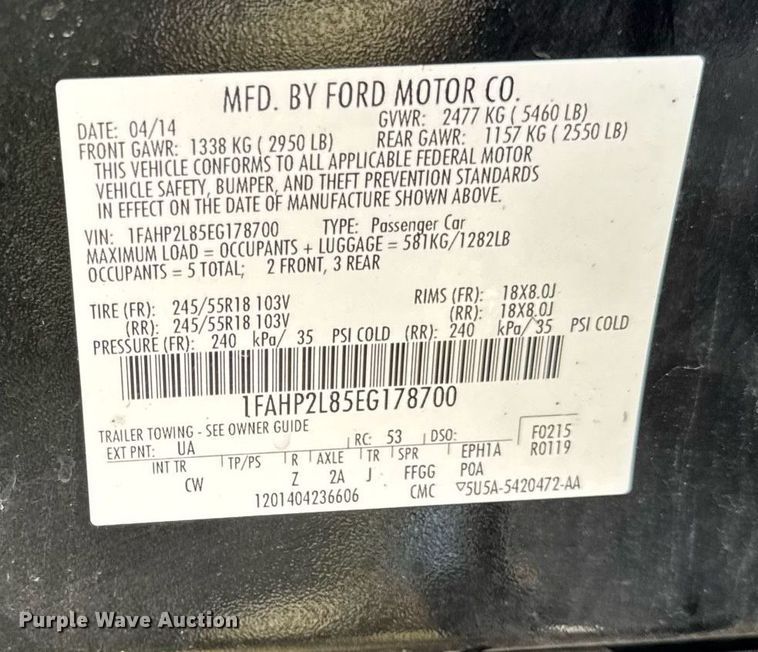 MFD. BY FORD MOTOR CO.
DATE: 04/14 GVWR: 2477 KG ( 5460 LB)
FRONT GAWR: 1338 KG ( 2950 LB) REAR GAWR: 1157 KG ( 2550 LB)
THIS VEHICLE CONFORMS TO ALL APPLICABLE FEDERAL MOTOR
VEHICLE SAFETY, BUMPER, AND THEFT PREVENTION STANDARDS
IN EFFECT ON THE DATE OF MANUFACTURE SHOWN ABOVE.
VIN: 1FAHP2L85EG178700 TYPE: Passenger Car
MAXIMUM LOAD = OCCUPANTS + LUGGAGE = 581KG/1282LB
OCCUPANTS = 5 TOTAL; 2 FRONT, 3 REAR
TIRE (FR): 245/55R18 103V RIMS (FR): 18X8.0J
(RR): 245/55R18 103V (RR): 18X8.0J
PRESSURE (FR): 240 kPa/ 35 PSI COLD (RR): 240 kPa/ 35 PSI COLD
1FAHP2L85EG178700
TRAILER TOWING - SEE OWNER GUIDE
EXT PNT: UA RC: 53 DSO: F0215
INT TR TP/PS R AXLE TR SPR EPH1A R0119
CW Z 2A J FFGG POA
1201404236606 CMC ▽5U5A-5420472-AA
Purple Wave Auction